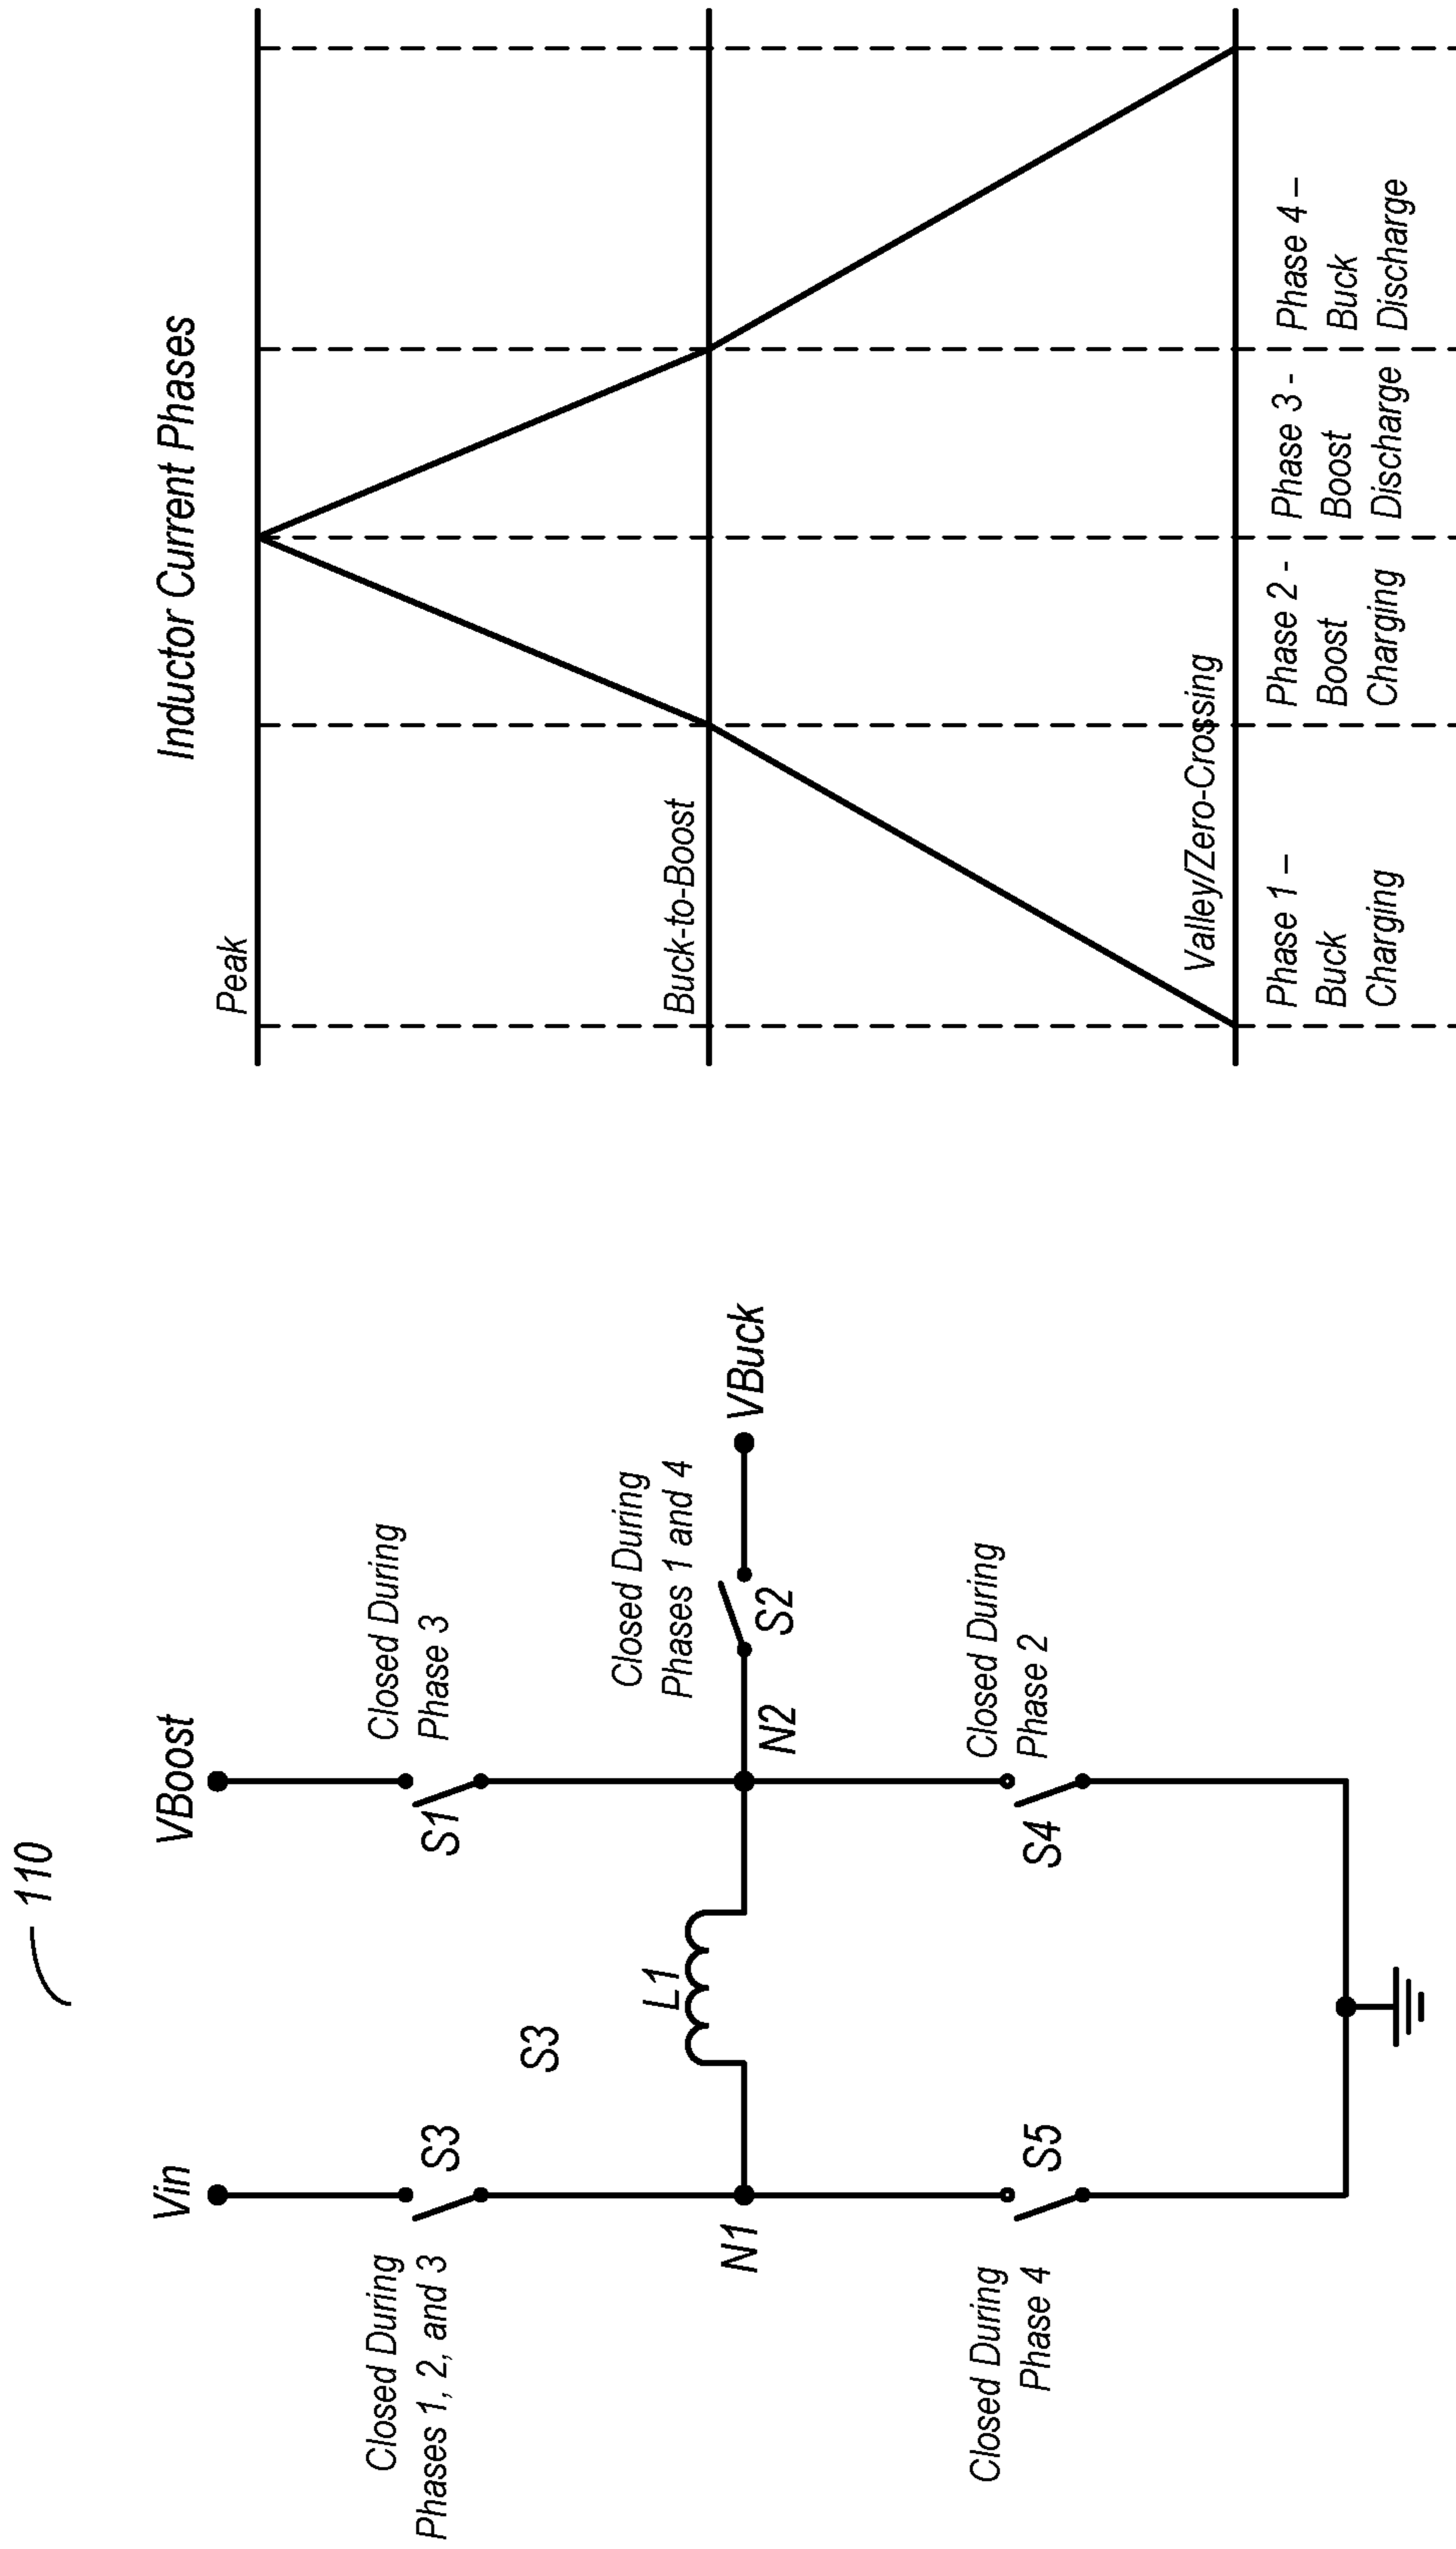 110
Vin
VBoost
Closed During
Phases 1, 2, and 3
S3
S1
Closed During
Phase 3
S3
L1
N1
N2
Closed During
Phases 1 and 4
S2
VBuck
Closed During
Phase 4
S5
S4
Closed During
Phase 2
Inductor Current Phases
Peak
Buck-to-Boost
Valley/Zero-Crossing
Phase 1 –
Buck
Charging
Phase 2 -
Boost
Charging
Phase 3 -
Boost
Discharge
Phase 4 –
Buck
Discharge